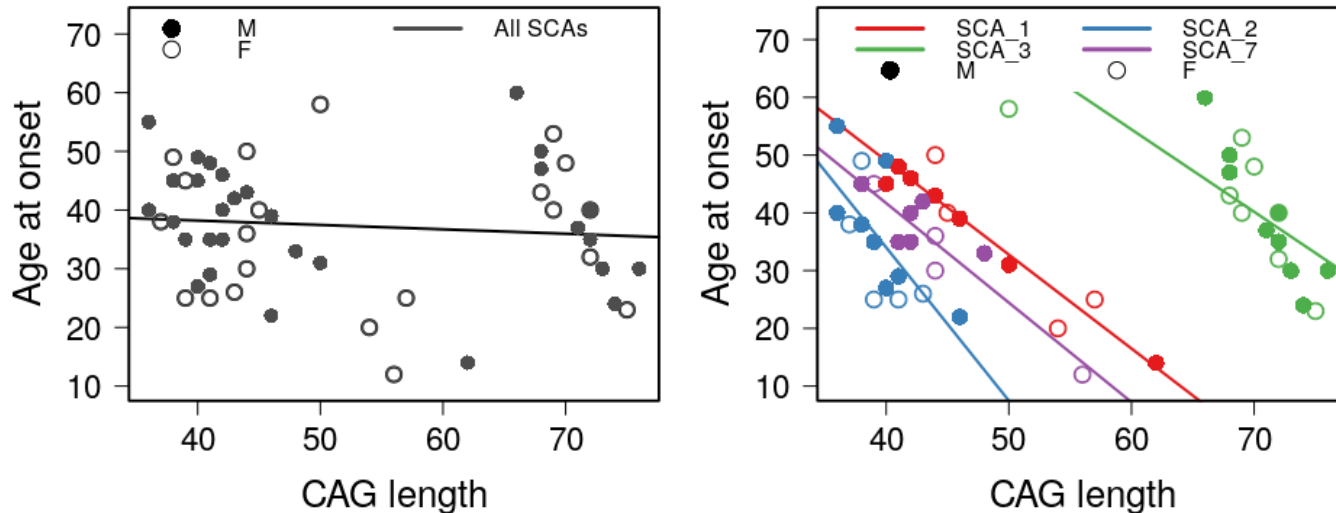 M All SCAs
F
70
60
50
40
30
20
10
Age at onset
40 50 60 70
CAG length
SCA_1 SCA_2
SCA_3 SCA_7
M F
70
60
50
40
30
20
10
Age at onset
40 50 60 70
CAG length